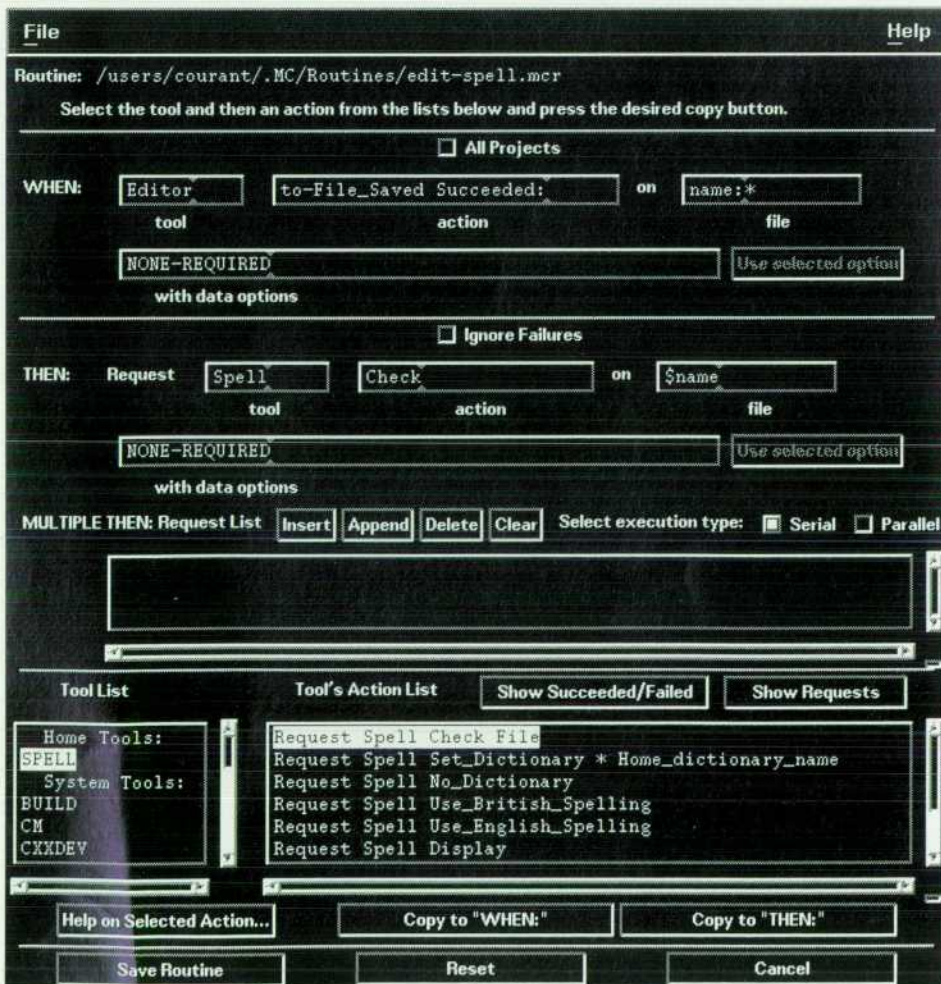 File Help
Routine: /users/courant/.MC/Routines/edit-spell.mcr
Select the tool and then an action from the lists below and press the desired copy button.
All Projects
WHEN: Editor to-File_Saved Succeeded: on name:*
tool action file
NONE-REQUIRED Use selected option
with data options
Ignore Failures
THEN: Request Spell Check on $name
tool action file
NONE-REQUIRED Use selected option
with data options
MULTIPLE THEN: Request List Insert Append Delete Clear Select execution type: Serial Parallel
Tool List Tool's Action List Show Succeeded/Failed Show Requests
Home Tools:
SPELL
System Tools:
BUILD
CM
CXXDEV
Request Spell Check File
Request Spell Set_Dictionary * Home_dictionary_name
Request Spell No_Dictionary
Request Spell Use_British_Spelling
Request Spell Use_English_Spelling
Request Spell Display
Help on Selected Action... Copy to "WHEN:" Copy to "THEN:"
Save Routine Reset Cancel